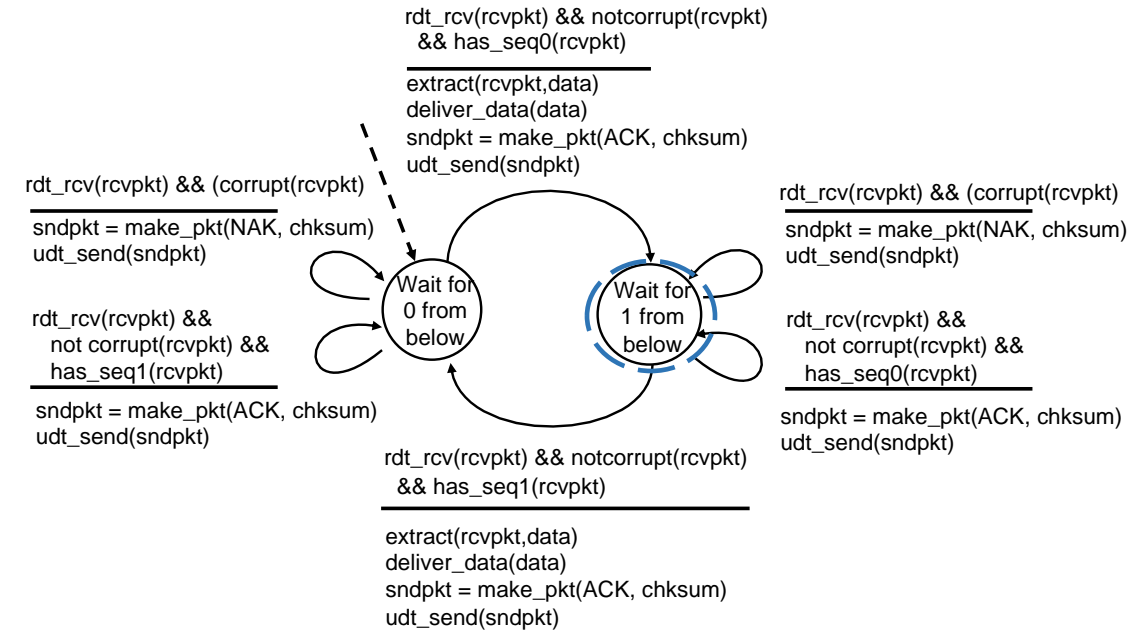 rdt_rcv(rcvpkt) && notcorrupt(rcvpkt)
&& has_seq0(rcvpkt)
extract(rcvpkt,data)
deliver_data(data)
sndpkt = make_pkt(ACK, chksum)
udt_send(sndpkt)
rdt_rcv(rcvpkt) && (corrupt(rcvpkt)
sndpkt = make_pkt(NAK, chksum)
udt_send(sndpkt)
rdt_rcv(rcvpkt) &&
not corrupt(rcvpkt) &&
has_seq1(rcvpkt)
sndpkt = make_pkt(ACK, chksum)
udt_send(sndpkt)
Wait for
0 from
below
Wait for
1 from
below
rdt_rcv(rcvpkt) && (corrupt(rcvpkt)
sndpkt = make_pkt(NAK, chksum)
udt_send(sndpkt)
rdt_rcv(rcvpkt) &&
not corrupt(rcvpkt) &&
has_seq0(rcvpkt)
sndpkt = make_pkt(ACK, chksum)
udt_send(sndpkt)
rdt_rcv(rcvpkt) && notcorrupt(rcvpkt)
&& has_seq1(rcvpkt)
extract(rcvpkt,data)
deliver_data(data)
sndpkt = make_pkt(ACK, chksum)
udt_send(sndpkt)